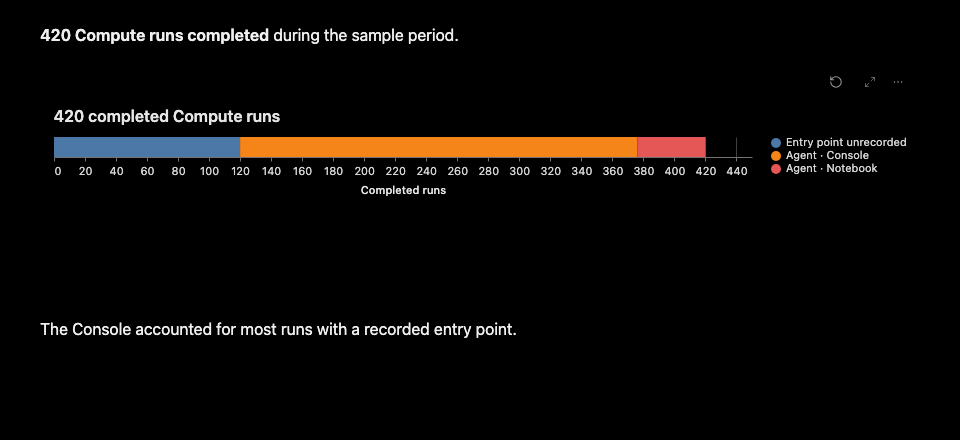 420 Compute runs completed during the sample period.
420 completed Compute runs
Entry point unrecorded
Agent · Console
Agent · Notebook
0 20 40 60 80 100 120 140 160 180 200 220 240 260 280 300 320 340 360 380 400 420 440
Completed runs
The Console accounted for most runs with a recorded entry point.